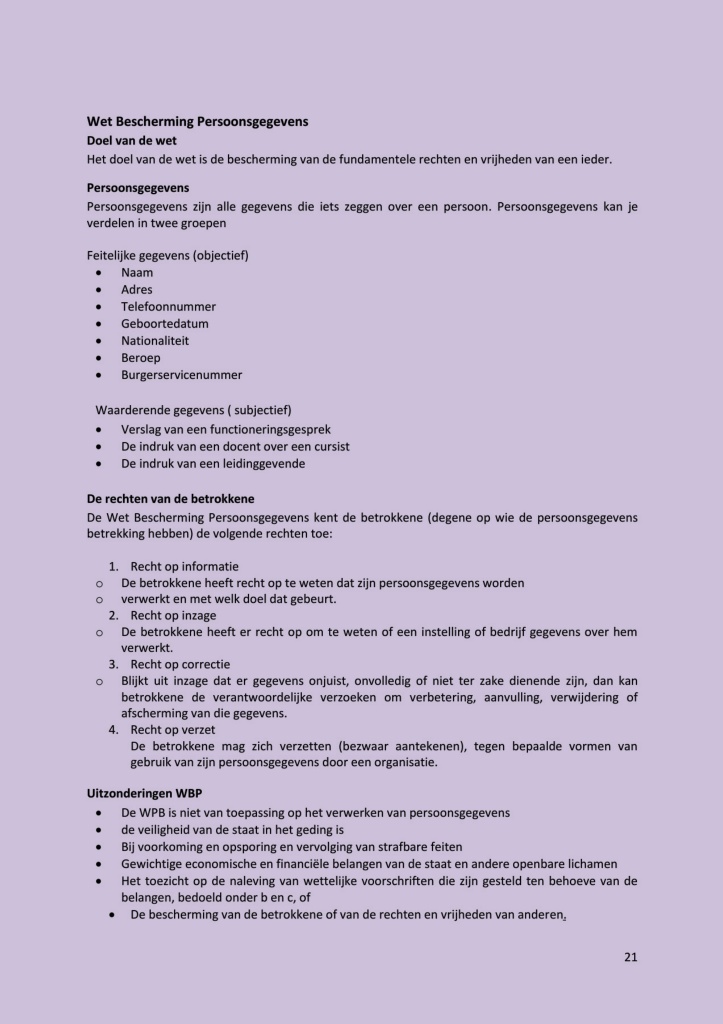 Wet Bescherming Persoonsgegevens
Doel van de wet
Het doel van de wet is de bescherming van de fundamentele rechten en vrijheden van een ieder.
Persoonsgegevens
Persoonsgegevens zijn alle gegevens die iets zeggen over een persoon. Persoonsgegevens kan je
verdelen in twee groepen
Feitelijke gegevens (objectief)
• Naam
• Adres
• Telefoonnummer
• Geboortedatum
• Nationaliteit
• Beroep
• Burgerservicenummer
Waarderende gegevens ( subjectief)
• Verslag van een functioneringsgesprek
• De indruk van een docent over een cursist
• De indruk van een leidinggevende
De rechten van de betrokkene
De Wet Bescherming Persoonsgegevens kent de betrokkene (degene op wie de persoonsgegevens
betrekking hebben) de volgende rechten toe:
1. Recht op informatie
o De betrokkene heeft recht op te weten dat zijn persoonsgegevens worden
o verwerkt en met welk doel dat gebeurt.
2. Recht op inzage
o De betrokkene heeft er recht op om te weten of een instelling of bedrijf gegevens over hem
verwerkt.
3. Recht op correctie
o Blijkt uit inzage dat er gegevens onjuist, onvolledig of niet ter zake dienende zijn, dan kan
betrokkene de verantwoordelijke verzoeken om verbetering, aanvulling, verwijdering of
afscherming van die gegevens.
4. Recht op verzet
De betrokkene mag zich verzetten (bezwaar aantekenen), tegen bepaalde vormen van
gebruik van zijn persoonsgegevens door een organisatie.
Uitzonderingen WBP
• De WPB is niet van toepassing op het verwerken van persoonsgegevens
• de veiligheid van de staat in het geding is
• Bij voorkoming en opsporing en vervolging van strafbare feiten
• Gewichtige economische en financiële belangen van de staat en andere openbare lichamen
• Het toezicht op de naleving van wettelijke voorschriften die zijn gesteld ten behoeve van de
belangen, bedoeld onder b en c, of
• De bescherming van de betrokkene of van de rechten en vrijheden van anderen.
21